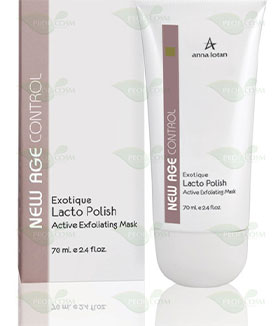 anna lotan
NEW AGE CONTROL
Exotique
Lacto Polish
Active Exfoliating Mask
70 ml. e 2.4 fl.oz.
NEW AGE CONTROL
Exotique
Lacto Polish
Active Exfoliating Mask
70 ml. e 2.4 fl.oz.